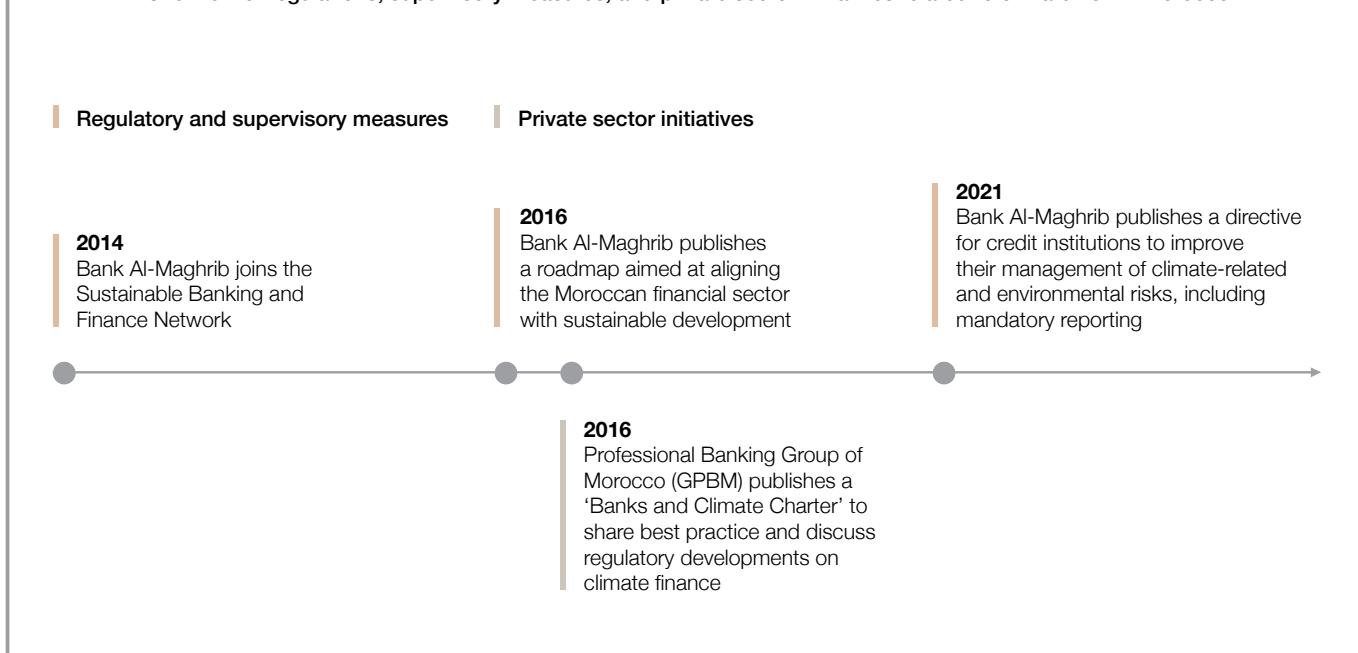 Regulatory and supervisory measures
Private sector initiatives
2014
Bank Al-Maghrib joins the
Sustainable Banking and
Finance Network
2016
Bank Al-Maghrib publishes
a roadmap aimed at aligning
the Moroccan financial sector
with sustainable development
2021
Bank Al-Maghrib publishes a directive
for credit institutions to improve
their management of climate-related
and environmental risks, including
mandatory reporting
2016
Professional Banking Group of
Morocco (GPBM) publishes a
‘Banks and Climate Charter’ to
share best practice and discuss
regulatory developments on
climate finance